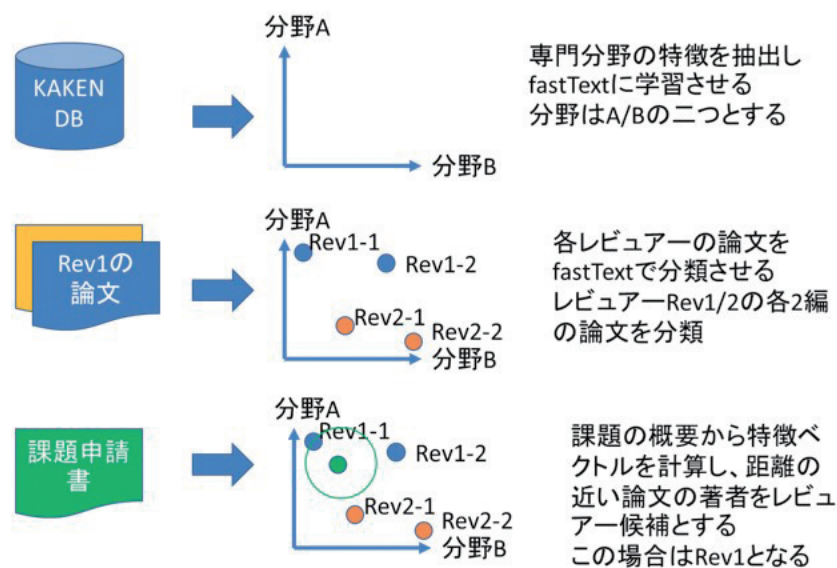 KAKEN
DB
分野A
分野B
専門分野の特徴を抽出し
fastTextに学習させる
分野はA/Bの二つとする
Rev1の
論文
分野A
Rev1-1
Rev1-2
Rev2-1
Rev2-2
分野B
各レビュアーの論文を
fastTextで分類させる
レビュアーRev1/2の各2編
の論文を分類
課題申請
書
分野A
Rev1-1
Rev1-2
Rev2-1
Rev2-2
分野B
課題の概要から特徴ベ
クトルを計算し、距離の
近い論文の著者をレビュ
アー候補とする
この場合はRev1となる